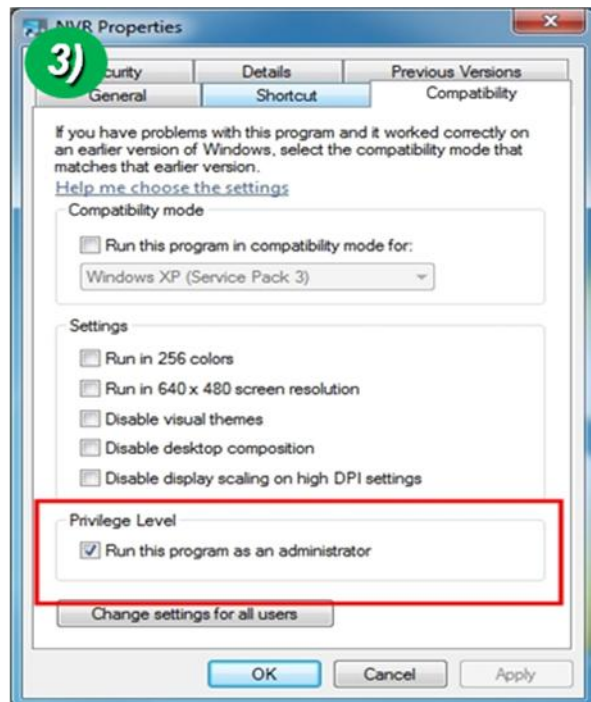 NVR Properties
3)
Security Details Previous Versions
General Shortcut Compatibility
If you have problems with this program and it worked correctly on
an earlier version of Windows, select the compatibility mode that
matches that earlier version.
Help me choose the settings
Compatibility mode
Run this program in compatibility mode for:
Windows XP (Service Pack 3)
Settings
Run in 256 colors
Run in 640 x 480 screen resolution
Disable visual themes
Disable desktop composition
Disable display scaling on high DPI settings
Privilege Level
Run this program as an administrator
Change settings for all users
OK Cancel Apply